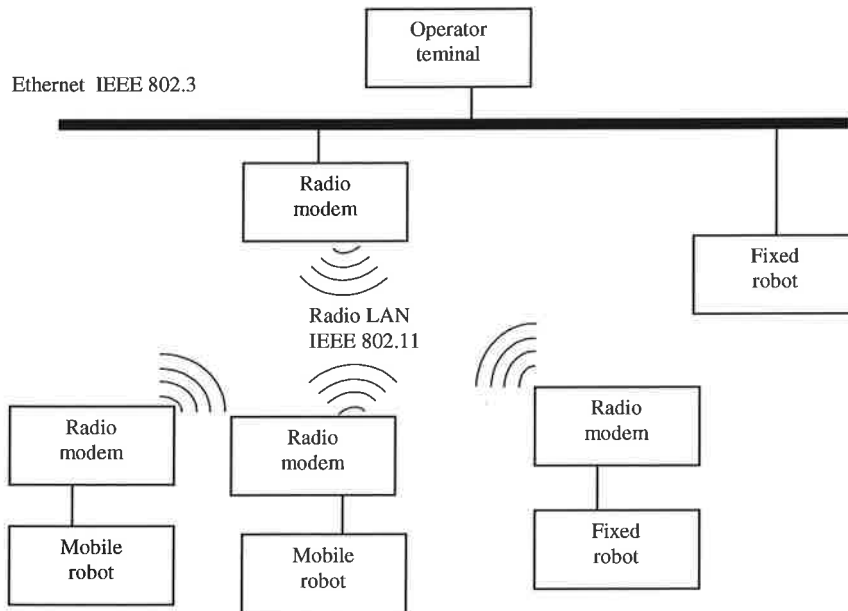 Operator
teminal
Ethernet IEEE 802.3
Radio
modem
Fixed
robot
Radio LAN
IEEE 802.11
Radio
modem
Radio
modem
Radio
modem
Mobile
robot
Mobile
robot
Fixed
robot